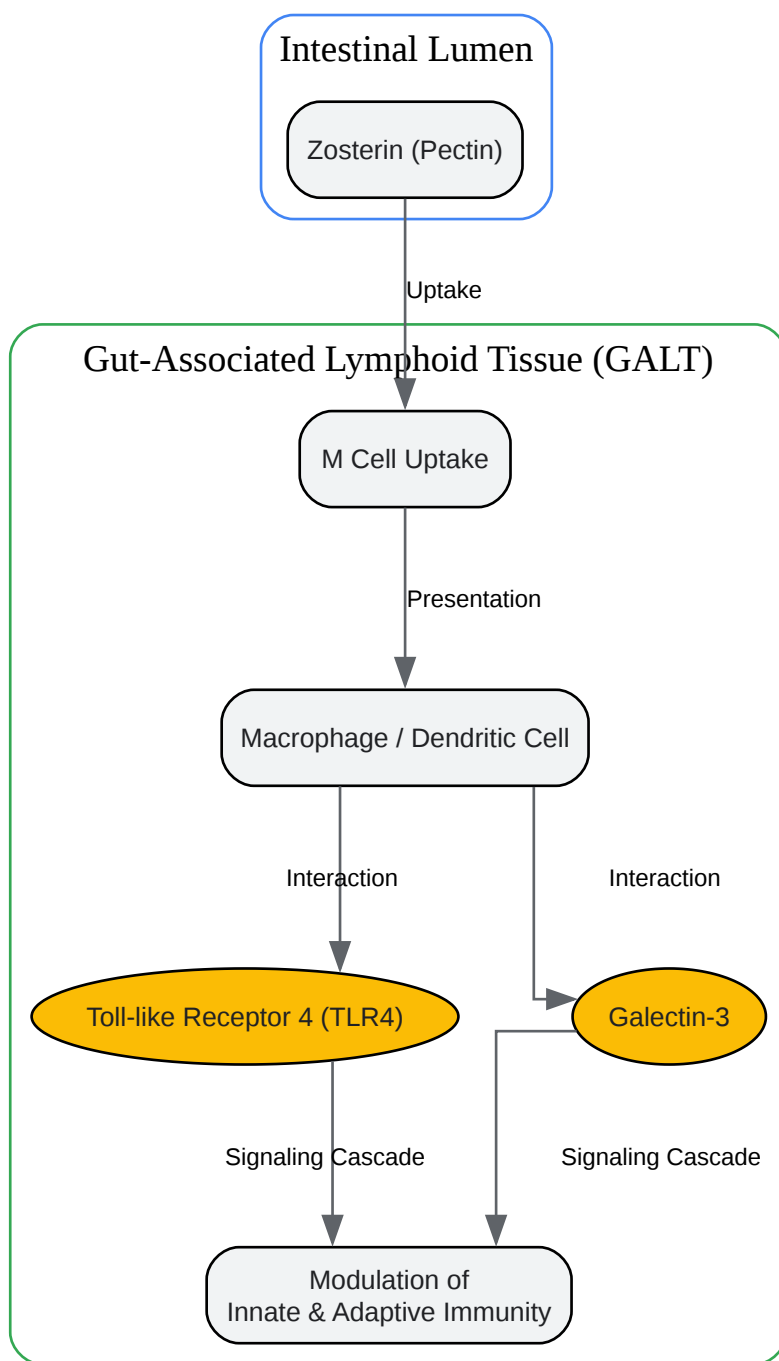 Intestinal Lumen
Zosterin (Pectin)
Uptake
Gut-Associated Lymphoid Tissue (GALT)
M Cell Uptake
Presentation
Macrophage / Dendritic Cell
Interaction
Interaction
Toll-like Receptor 4 (TLR4)
Galectin-3
Signaling Cascade
Signaling Cascade
Modulation of
Innate & Adaptive Immunity